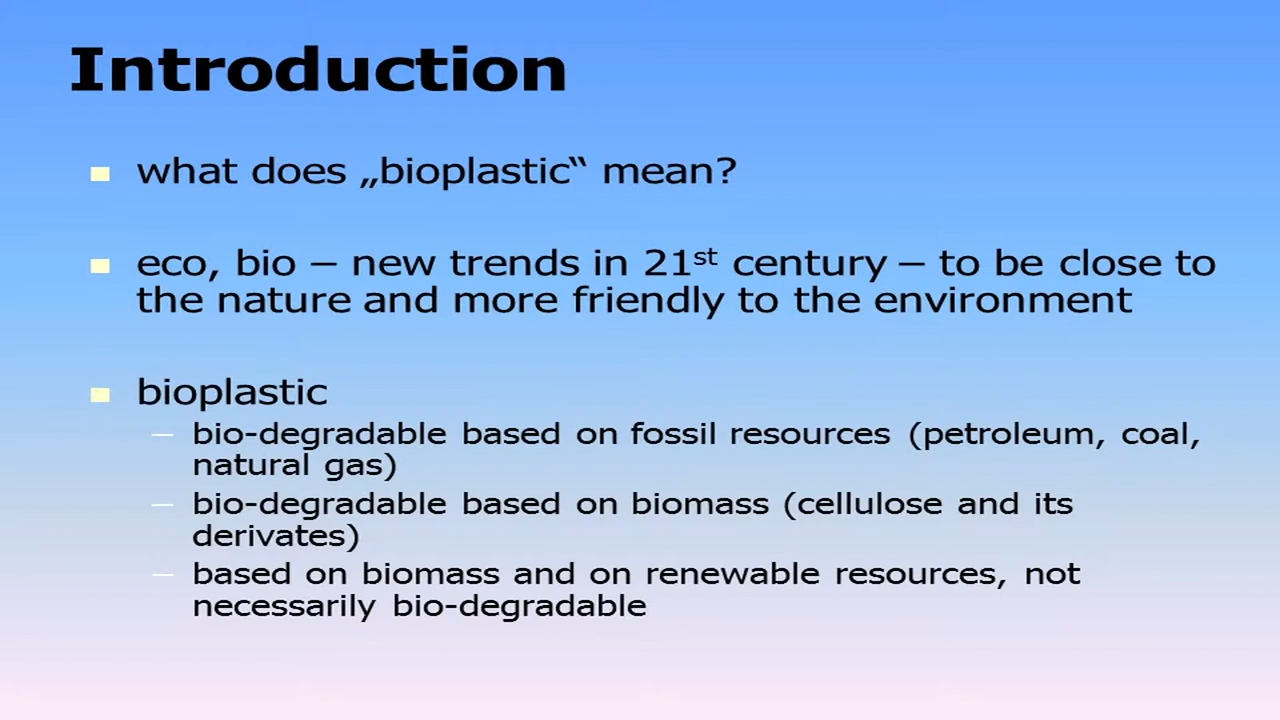 Introduction
what does „bioplastic“ mean?
eco, bio – new trends in 21st century – to be close to
the nature and more friendly to the environment
bioplastic
– bio-degradable based on fossil resources (petroleum, coal,
natural gas)
– bio-degradable based on biomass (cellulose and its
derivates)
– based on biomass and on renewable resources, not
necessarily bio-degradable